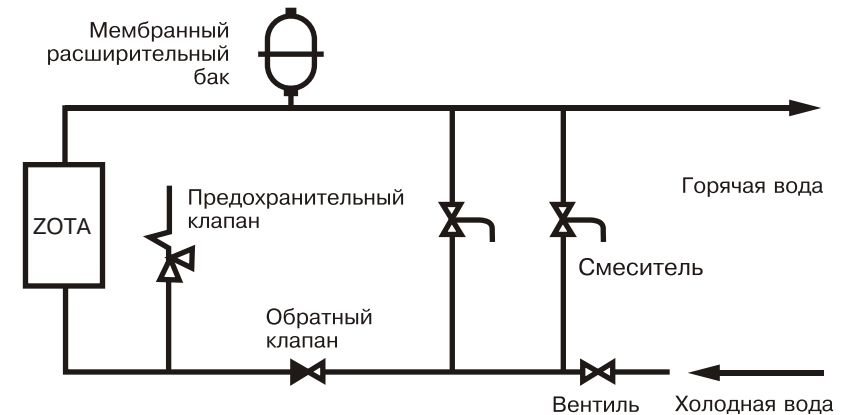 Мембранный
расширительный
бак
Горячая вода
Предохранительный
клапан
ZOTA
Смеситель
Обратный
клапан
Вентиль
Холодная вода